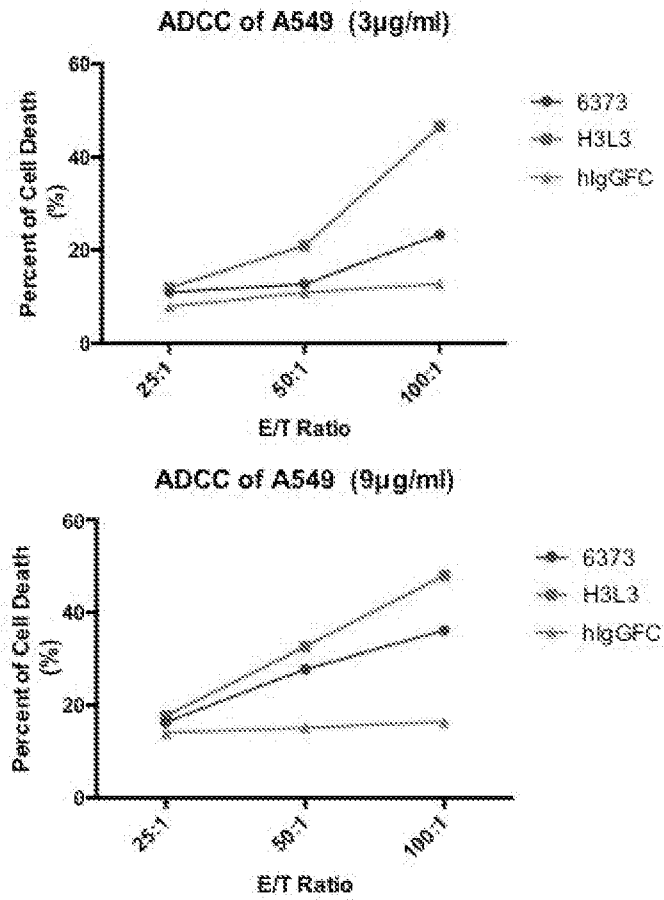 ADCC of A549 (3µg/ml)
Percent of Cell Death
(%)
60
40
20
0
25:1
50:1
100:1
E/T Ratio
6373
H3L3
hIgGFC
ADCC of A549 (9µg/ml)
Percent of Cell Death
(%)
60
40
20
0
25:1
50:1
100:1
E/T Ratio
6373
H3L3
hIgGFC